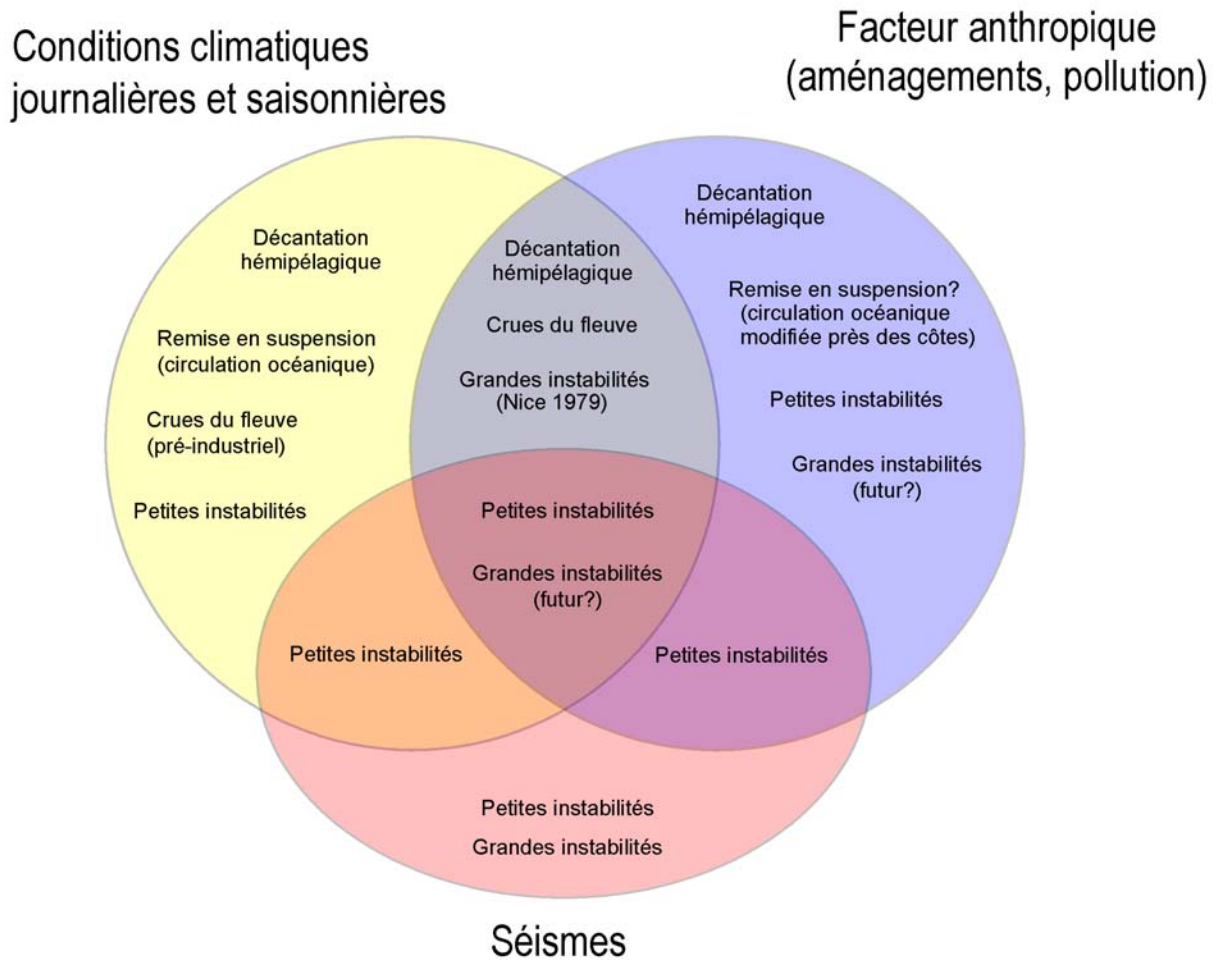 Conditions climatiques
journalières et saisonnières
Facteur anthropique
(aménagements, pollution)
Décantation
hémipélagique
Remise en suspension
(circulation océanique)
Crues du fleuve
(pré-industriel)
Petites instabilités
Décantation
hémipélagique
Crues du fleuve
Grandes instabilités
(Nice 1979)
Décantation
hémipélagique
Remise en suspension?
(circulation océanique
modifiée près des côtes)
Petites instabilités
Grandes instabilités
(futur?)
Petites instabilités
Grandes instabilités
(futur?)
Petites instabilités
Petites instabilités
Petites instabilités
Grandes instabilités
Séismes